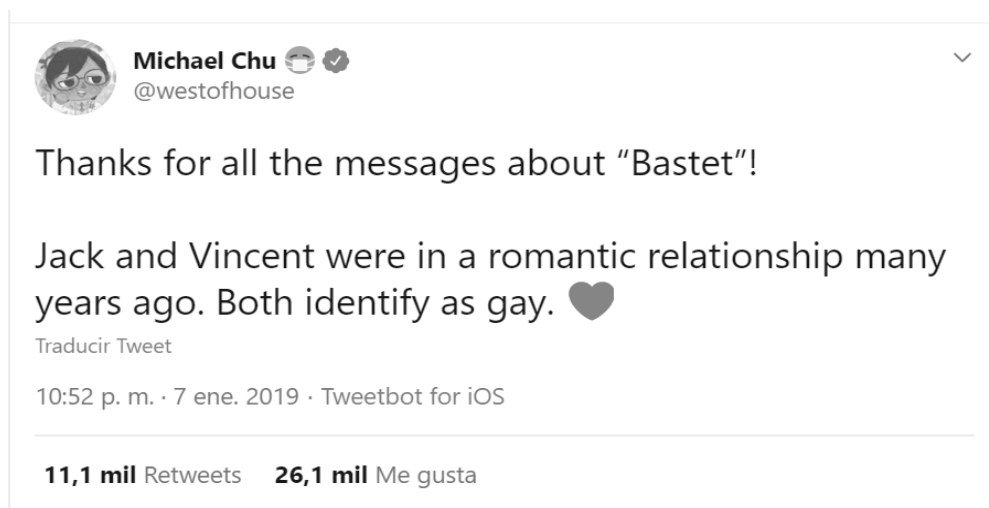 Michael Chu 😷
@westofhouse
Thanks for all the messages about “Bastet”!
Jack and Vincent were in a romantic relationship many
years ago. Both identify as gay. ♥
Traducir Tweet
10:52 p. m. · 7 ene. 2019 · Tweetbot for iOS
11,1 mil Retweets 26,1 mil Me gusta